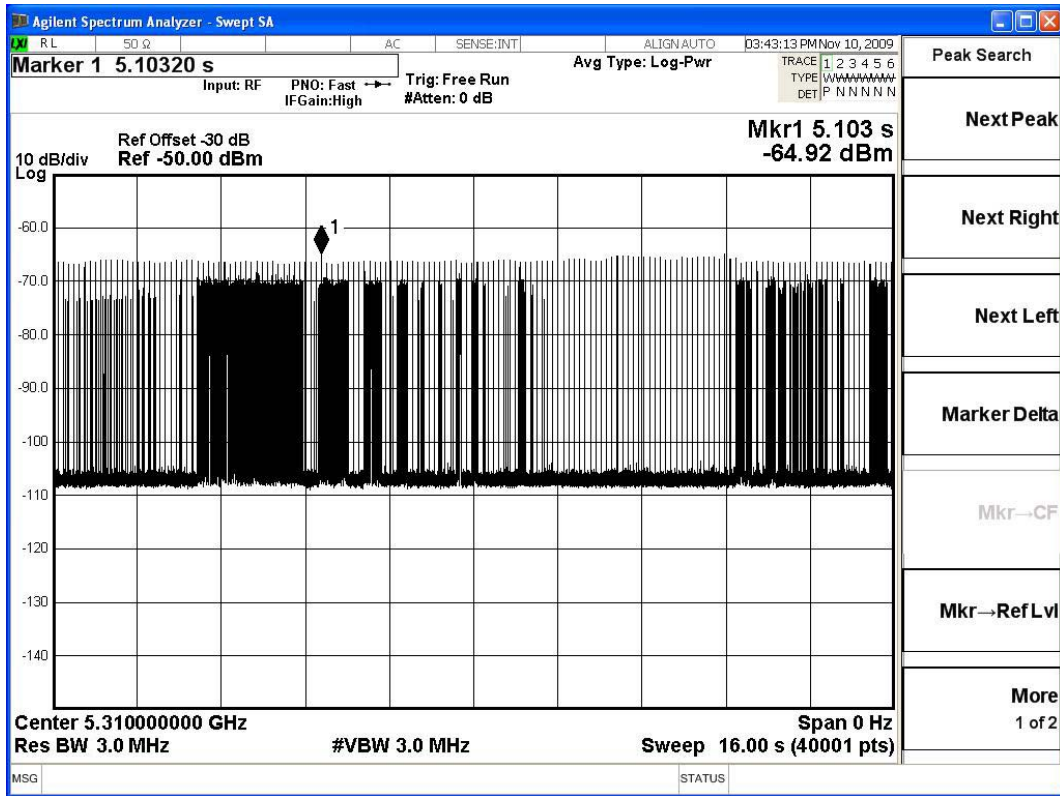 Agilent Spectrum Analyzer - Swept SA
LXI RL 50 Ω AC SENSE:INT ALIGN AUTO 03:43:13 PM Nov 10, 2009
Marker 1 5.10320 s
Input: RF
PNO: Fast
IFGain:High
Trig: Free Run
#Atten: 0 dB
Avg Type: Log-Pwr
TRACE 1 2 3 4 5 6
TYPE WWWWWW
DET P N N N N N
Mkr1 5.103 s
-64.92 dBm
Ref Offset -30 dB
10 dB/div Ref -50.00 dBm
Log
1
-60.0
-70.0
-80.0
-90.0
-100
-110
-120
-130
-140
Center 5.310000000 GHz Span 0 Hz
Res BW 3.0 MHz #VBW 3.0 MHz Sweep 16.00 s (40001 pts)
MSG STATUS
Peak Search
Next Peak
Next Right
Next Left
Marker Delta
Mkr→CF
Mkr→Ref Lvl
More
1 of 2